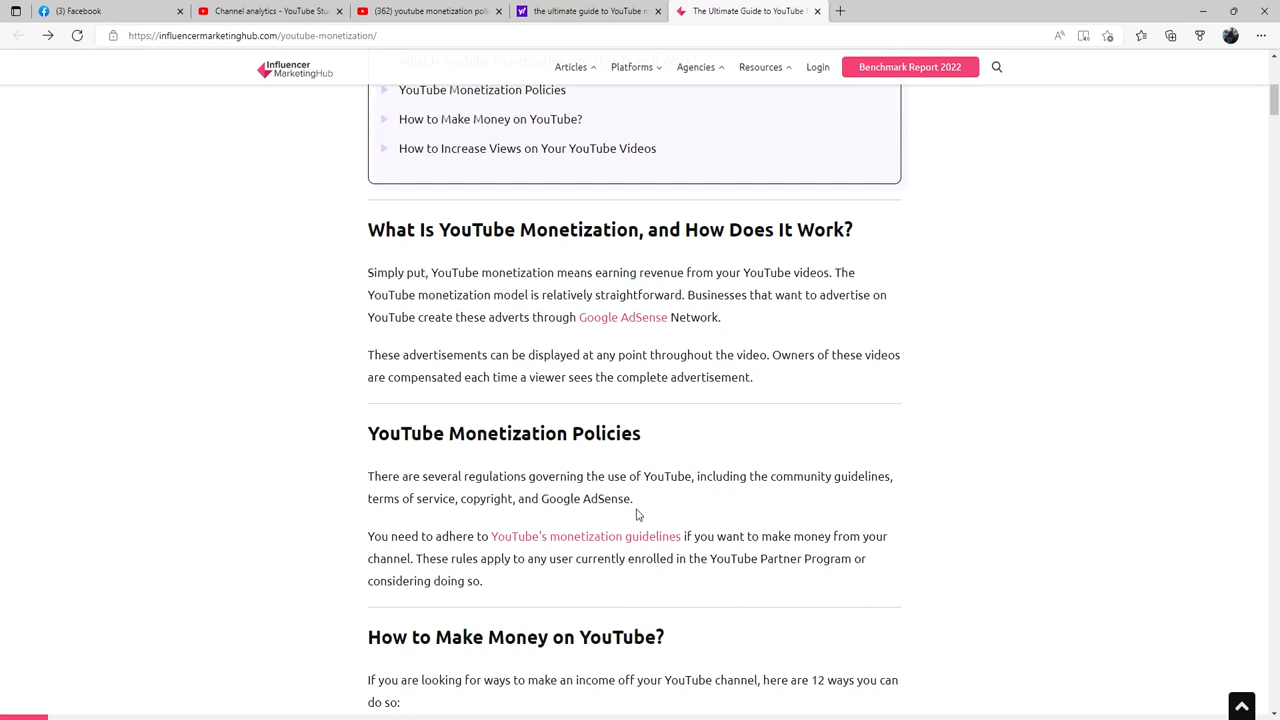 (3) Facebook
Channel analytics - YouTube Stu
(362) youtube monetization poli
the ultimate guide to YouTube m
The Ultimate Guide to YouTube
https://influencermarketinghub.com/youtube-monetization/
Influencer
MarketingHub
Articles
Platforms
Agencies
Resources
Login
Benchmark Report 2022
YouTube Monetization Policies
How to Make Money on YouTube?
How to Increase Views on Your YouTube Videos
What Is YouTube Monetization, and How Does It Work?
Simply put, YouTube monetization means earning revenue from your YouTube videos. The
YouTube monetization model is relatively straightforward. Businesses that want to advertise on
YouTube create these adverts through Google AdSense Network.
These advertisements can be displayed at any point throughout the video. Owners of these videos
are compensated each time a viewer sees the complete advertisement.
YouTube Monetization Policies
There are several regulations governing the use of YouTube, including the community guidelines,
terms of service, copyright, and Google AdSense.
You need to adhere to YouTube's monetization guidelines if you want to make money from your
channel. These rules apply to any user currently enrolled in the YouTube Partner Program or
considering doing so.
How to Make Money on YouTube?
If you are looking for ways to make an income off your YouTube channel, here are 12 ways you can
do so: